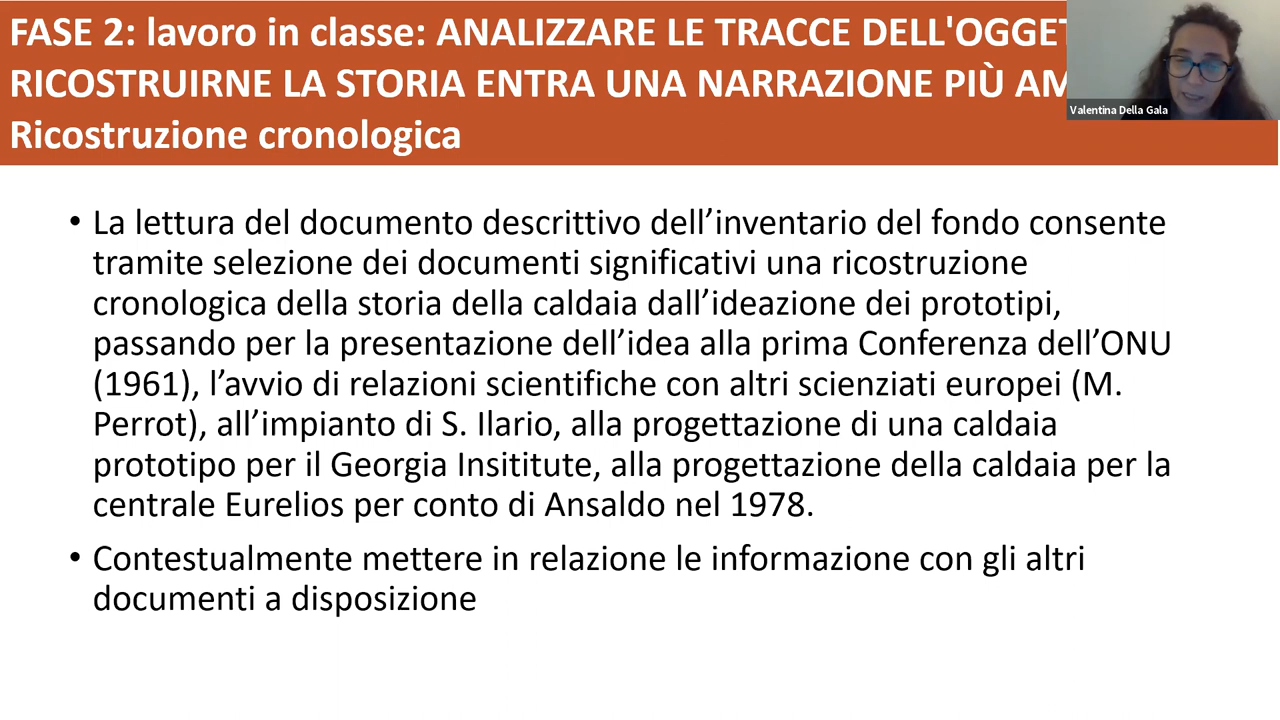 FASE 2: lavoro in classe: ANALIZZARE LE TRACCE
RICOSTRUIRNE LA STORIA ENTRA UNA NARRAZIONE PIÙ
Ricostruzione cronologica
Valentina Della Gala
• La lettura del documento descrittivo dell’inventario del fondo consente
tramite selezione dei documenti significativi una ricostruzione
cronologica della storia della caldaia dall’ideazione dei prototipi,
passando per la presentazione dell’idea alla prima Conferenza dell’ONU
(1961), l’avvio di relazioni scientifiche con altri scienziati europei (M.
Perrot), all’impianto di S. Ilario, alla progettazione di una caldaia
prototipo per il Georgia Insititute, alla progettazione della caldaia per la
centrale Eurelios per conto di Ansaldo nel 1978.
• Contestualmente mettere in relazione le informazione con gli altri
documenti a disposizione